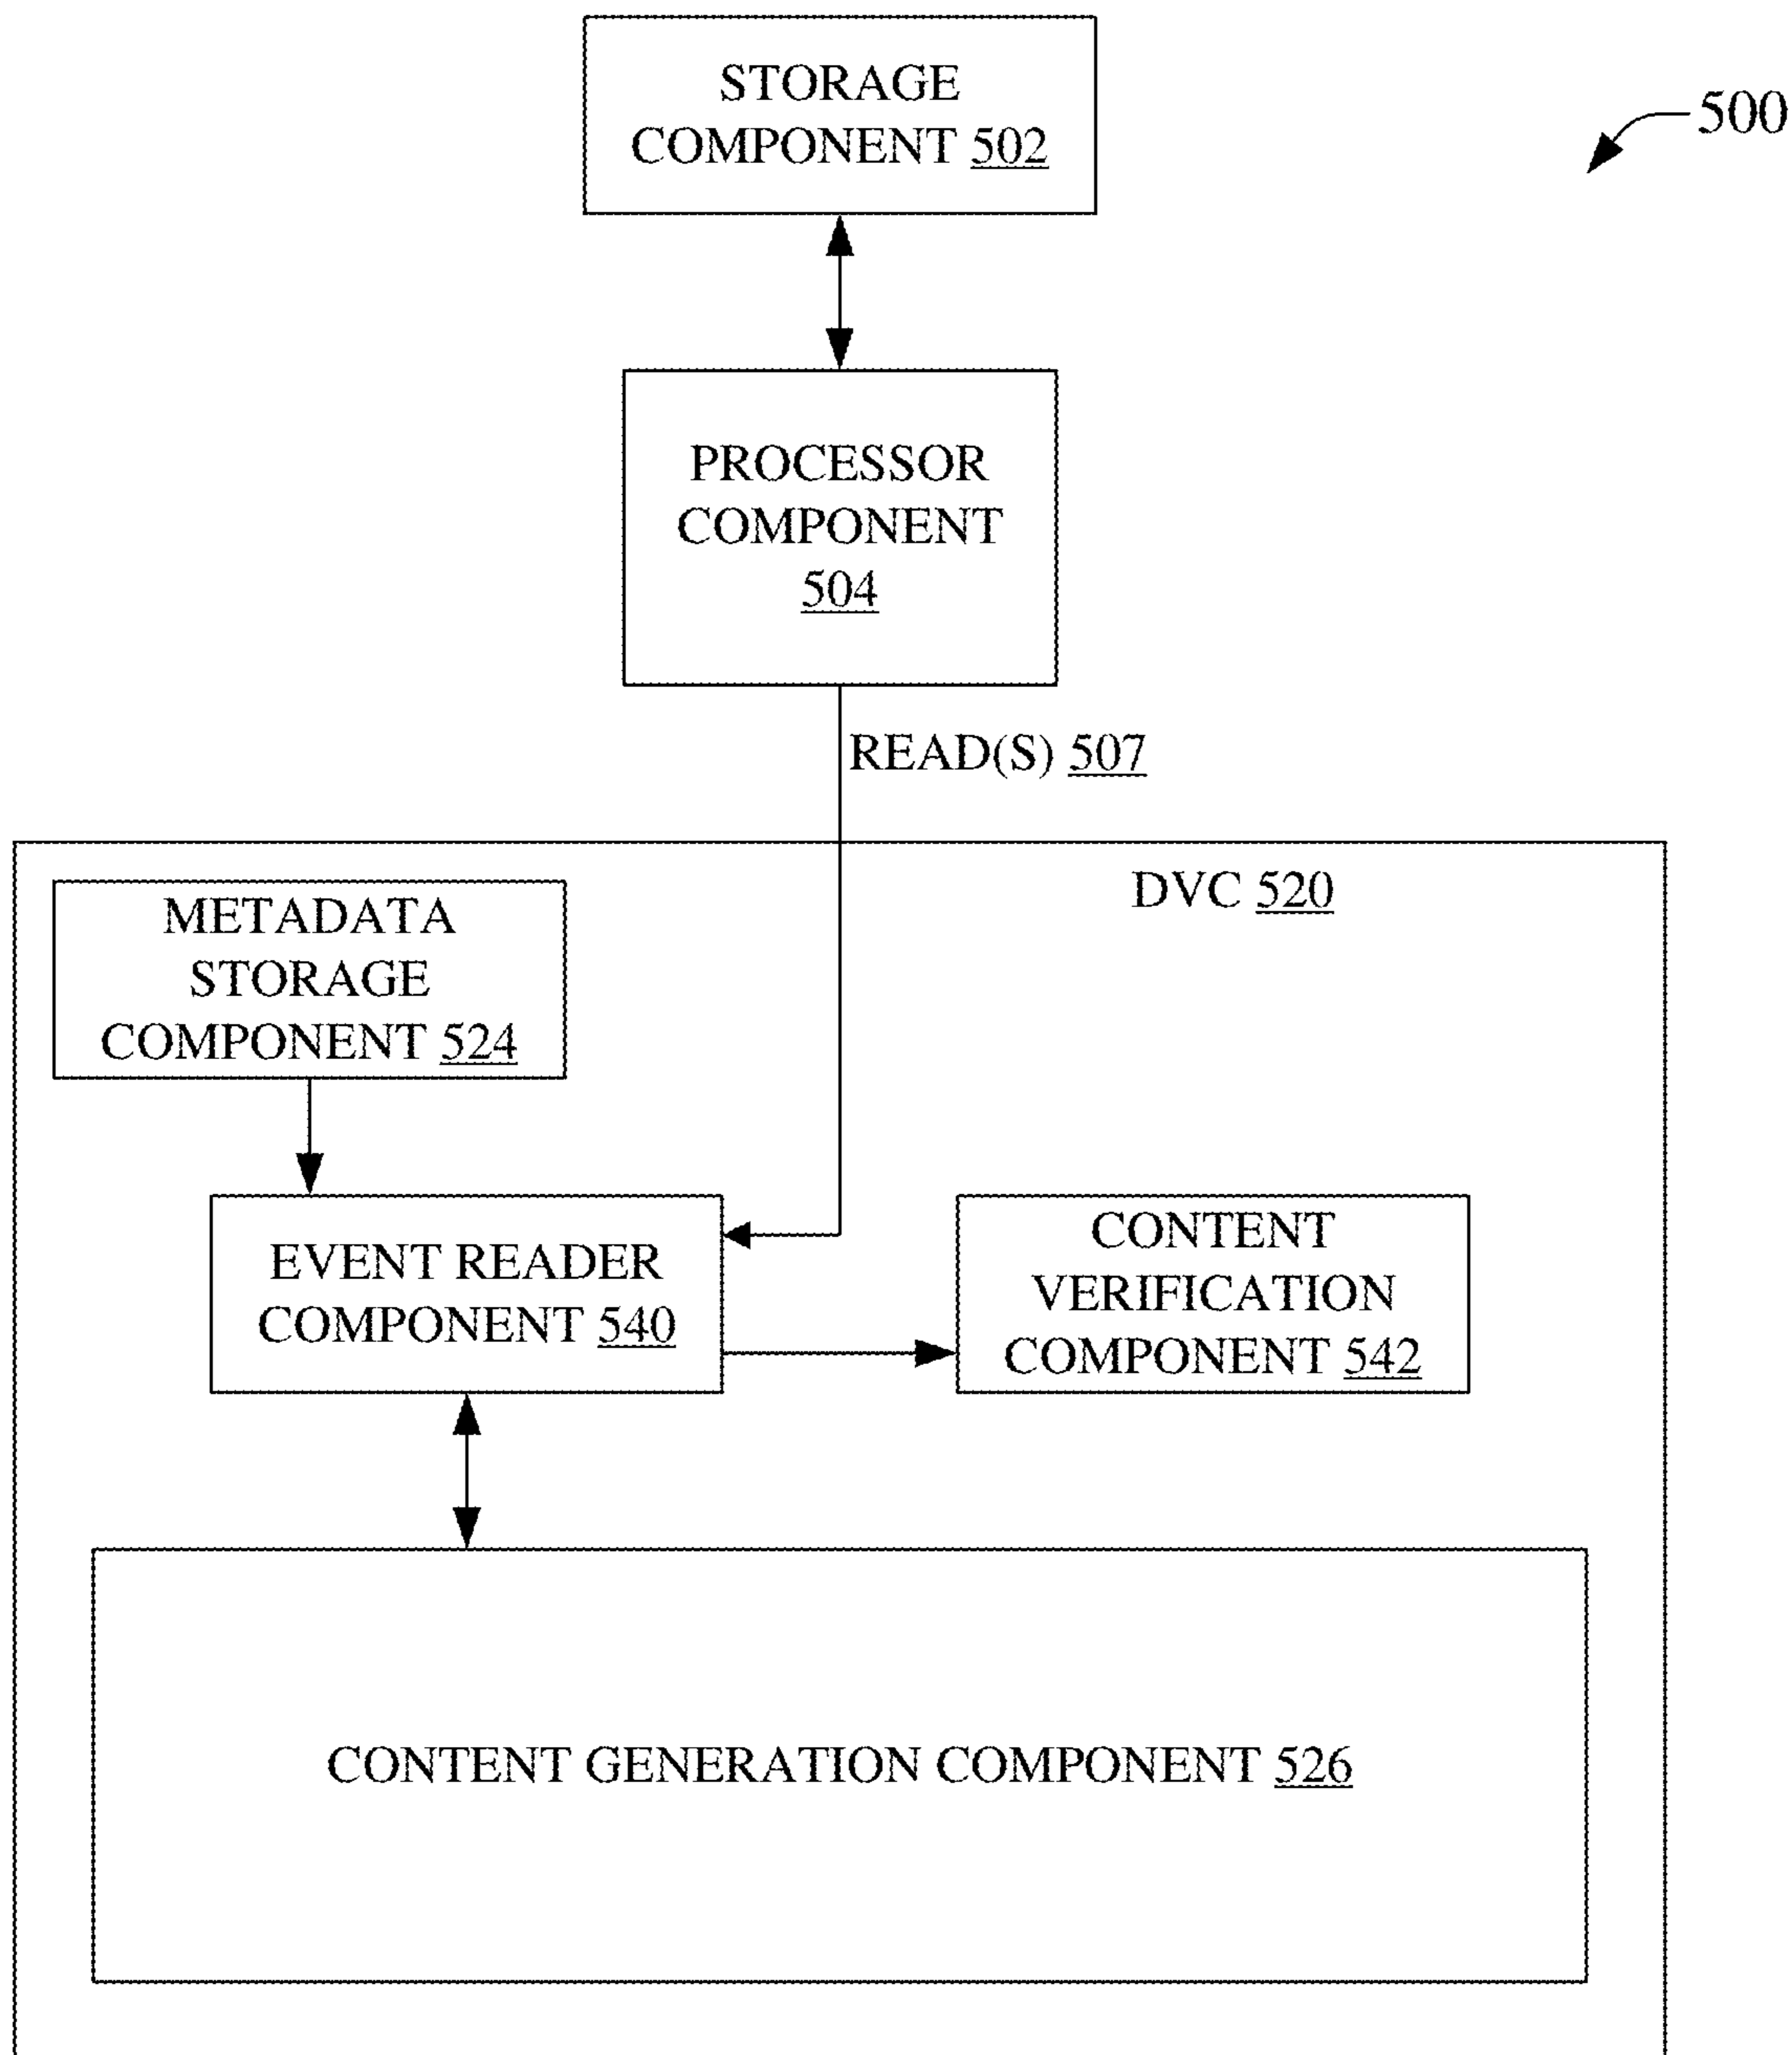 STORAGE
COMPONENT 502
500
PROCESSOR
COMPONENT
504
READ(S) 507
DVC 520
METADATA
STORAGE
COMPONENT 524
EVENT READER
COMPONENT 540
CONTENT
VERIFICATION
COMPONENT 542
CONTENT GENERATION COMPONENT 526